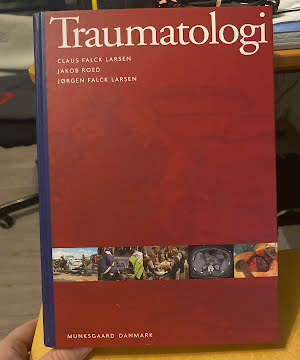 Traumatologi
CLAUS FALCK LARSEN
JAKOB ROED
JØRGEN FALCK LARSEN
MUNKSGAARD DANMARK